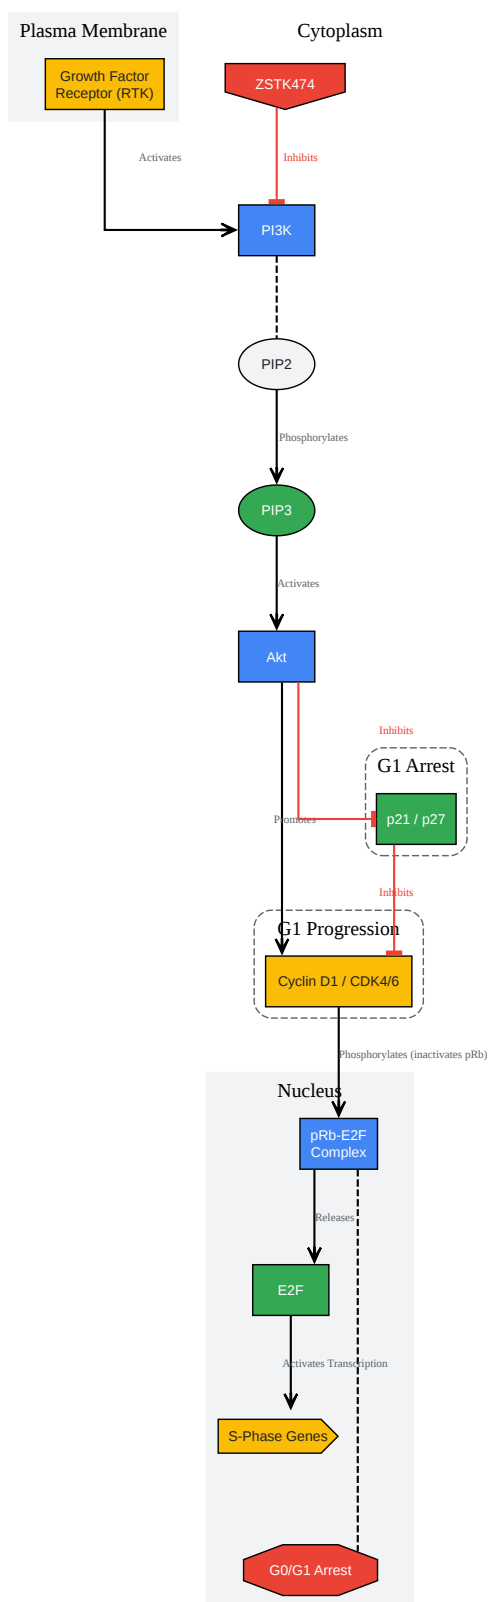 Plasma Membrane
Cytoplasm
Growth Factor
Receptor (RTK)
ZSTK474
Activates
Inhibits
PI3K
PIP2
Phosphorylates
PIP3
Activates
Akt
Inhibits
G1 Arrest
Promotes
p21 / p27
Inhibits
G1 Progression
Cyclin D1 / CDK4/6
Phosphorylates (inactivates pRb)
Nucleus
pRb-E2F
Complex
Releases
E2F
Activates Transcription
S-Phase Genes
G0/G1 Arrest